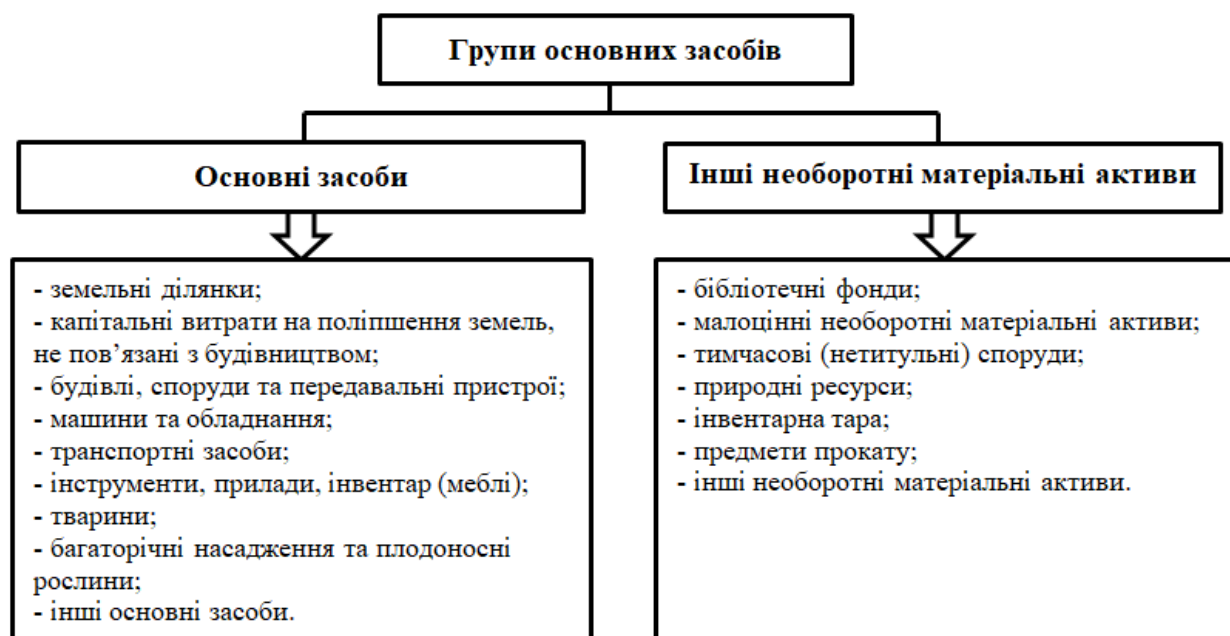 Групи основних засобів
Основні засоби
Інші необоротні матеріальні активи
- земельні ділянки;
- капітальні витрати на поліпшення земель,
не пов’язані з будівництвом;
- будівлі, споруди та передавальні пристрої;
- машини та обладнання;
- транспортні засоби;
- інструменти, прилади, інвентар (меблі);
- тварини;
- багаторічні насадження та плодоносні
рослини;
- інші основні засоби.
- бібліотечні фонди;
- малоцінні необоротні матеріальні активи;
- тимчасові (нетитульні) споруди;
- природні ресурси;
- інвентарна тара;
- предмети прокату;
- інші необоротні матеріальні активи.